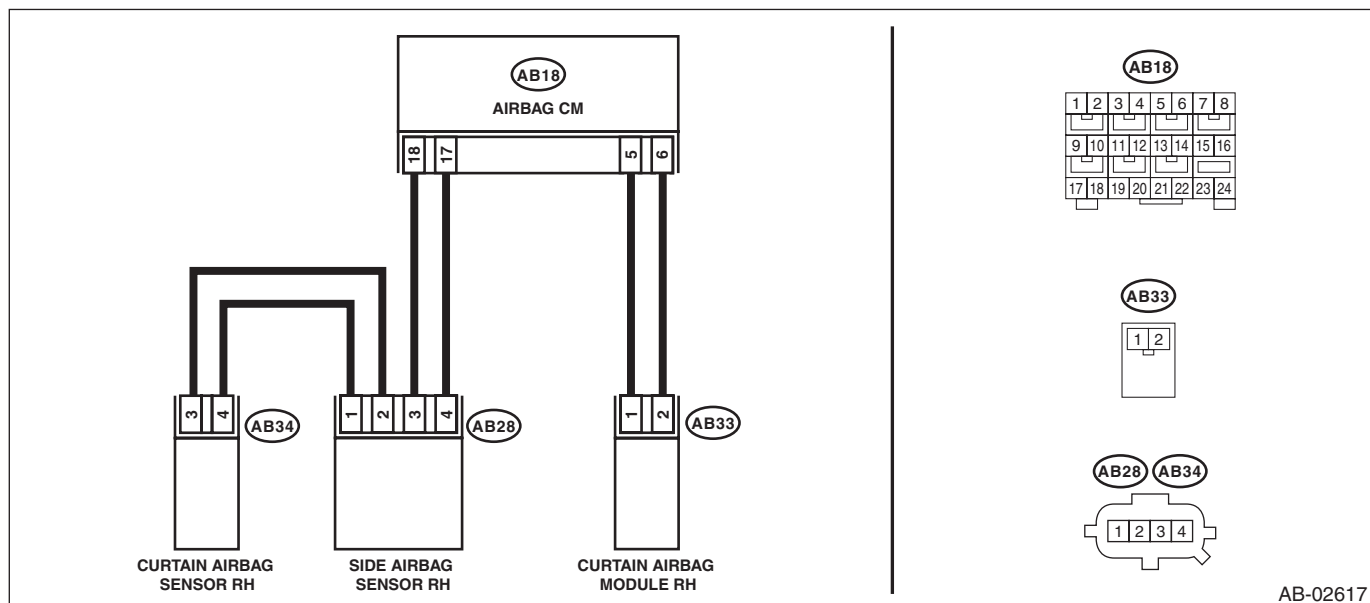 AB18
AIRBAG CM
18 17 5 6
3 4 1 2 3 4 1 2
AB34 AB28 AB33
CURTAIN AIRBAG
SENSOR RH
SIDE AIRBAG
SENSOR RH
CURTAIN AIRBAG
MODULE RH
AB18
1 2 3 4 5 6 7 8
9 10 11 12 13 14 15 16
17 18 19 20 21 22 23 24
AB33
1 2
AB28 AB34
1 2 3 4
AB-02617